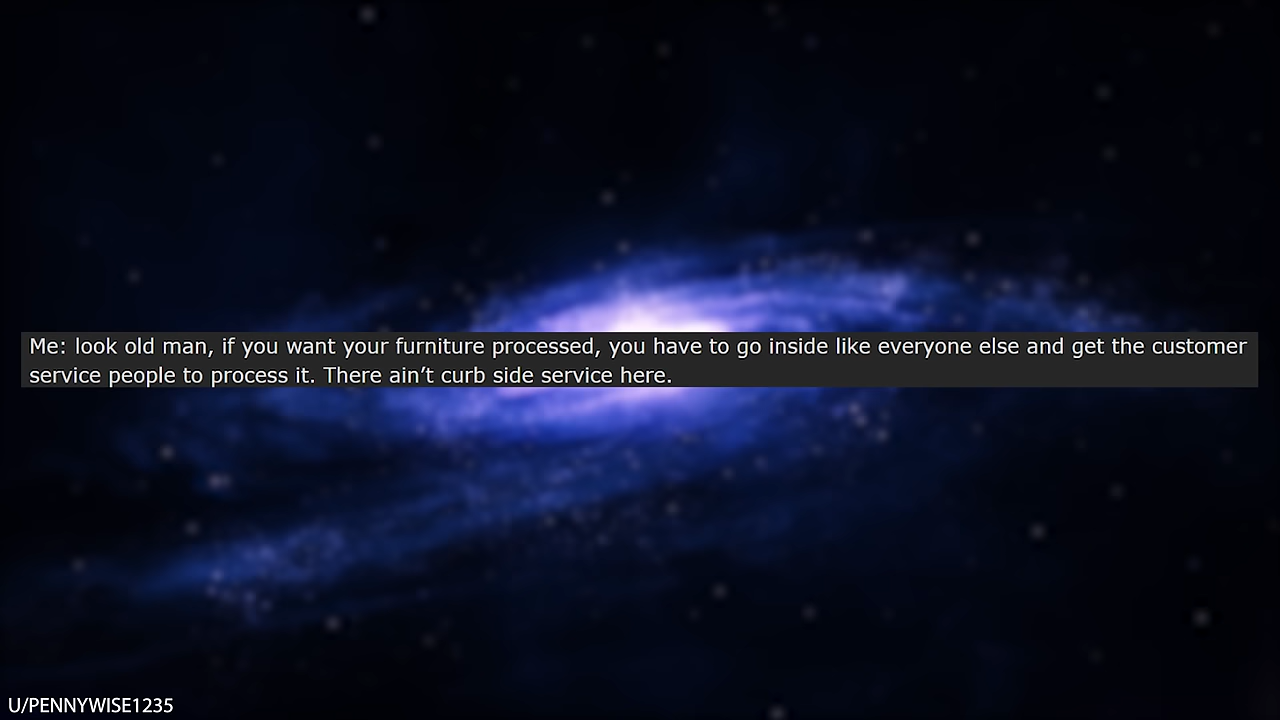 Me: look old man, if you want your furniture processed, you have to go inside like everyone else and get the customer
service people to process it. There ain’t curb side service here.
U/PENNYWISE1235